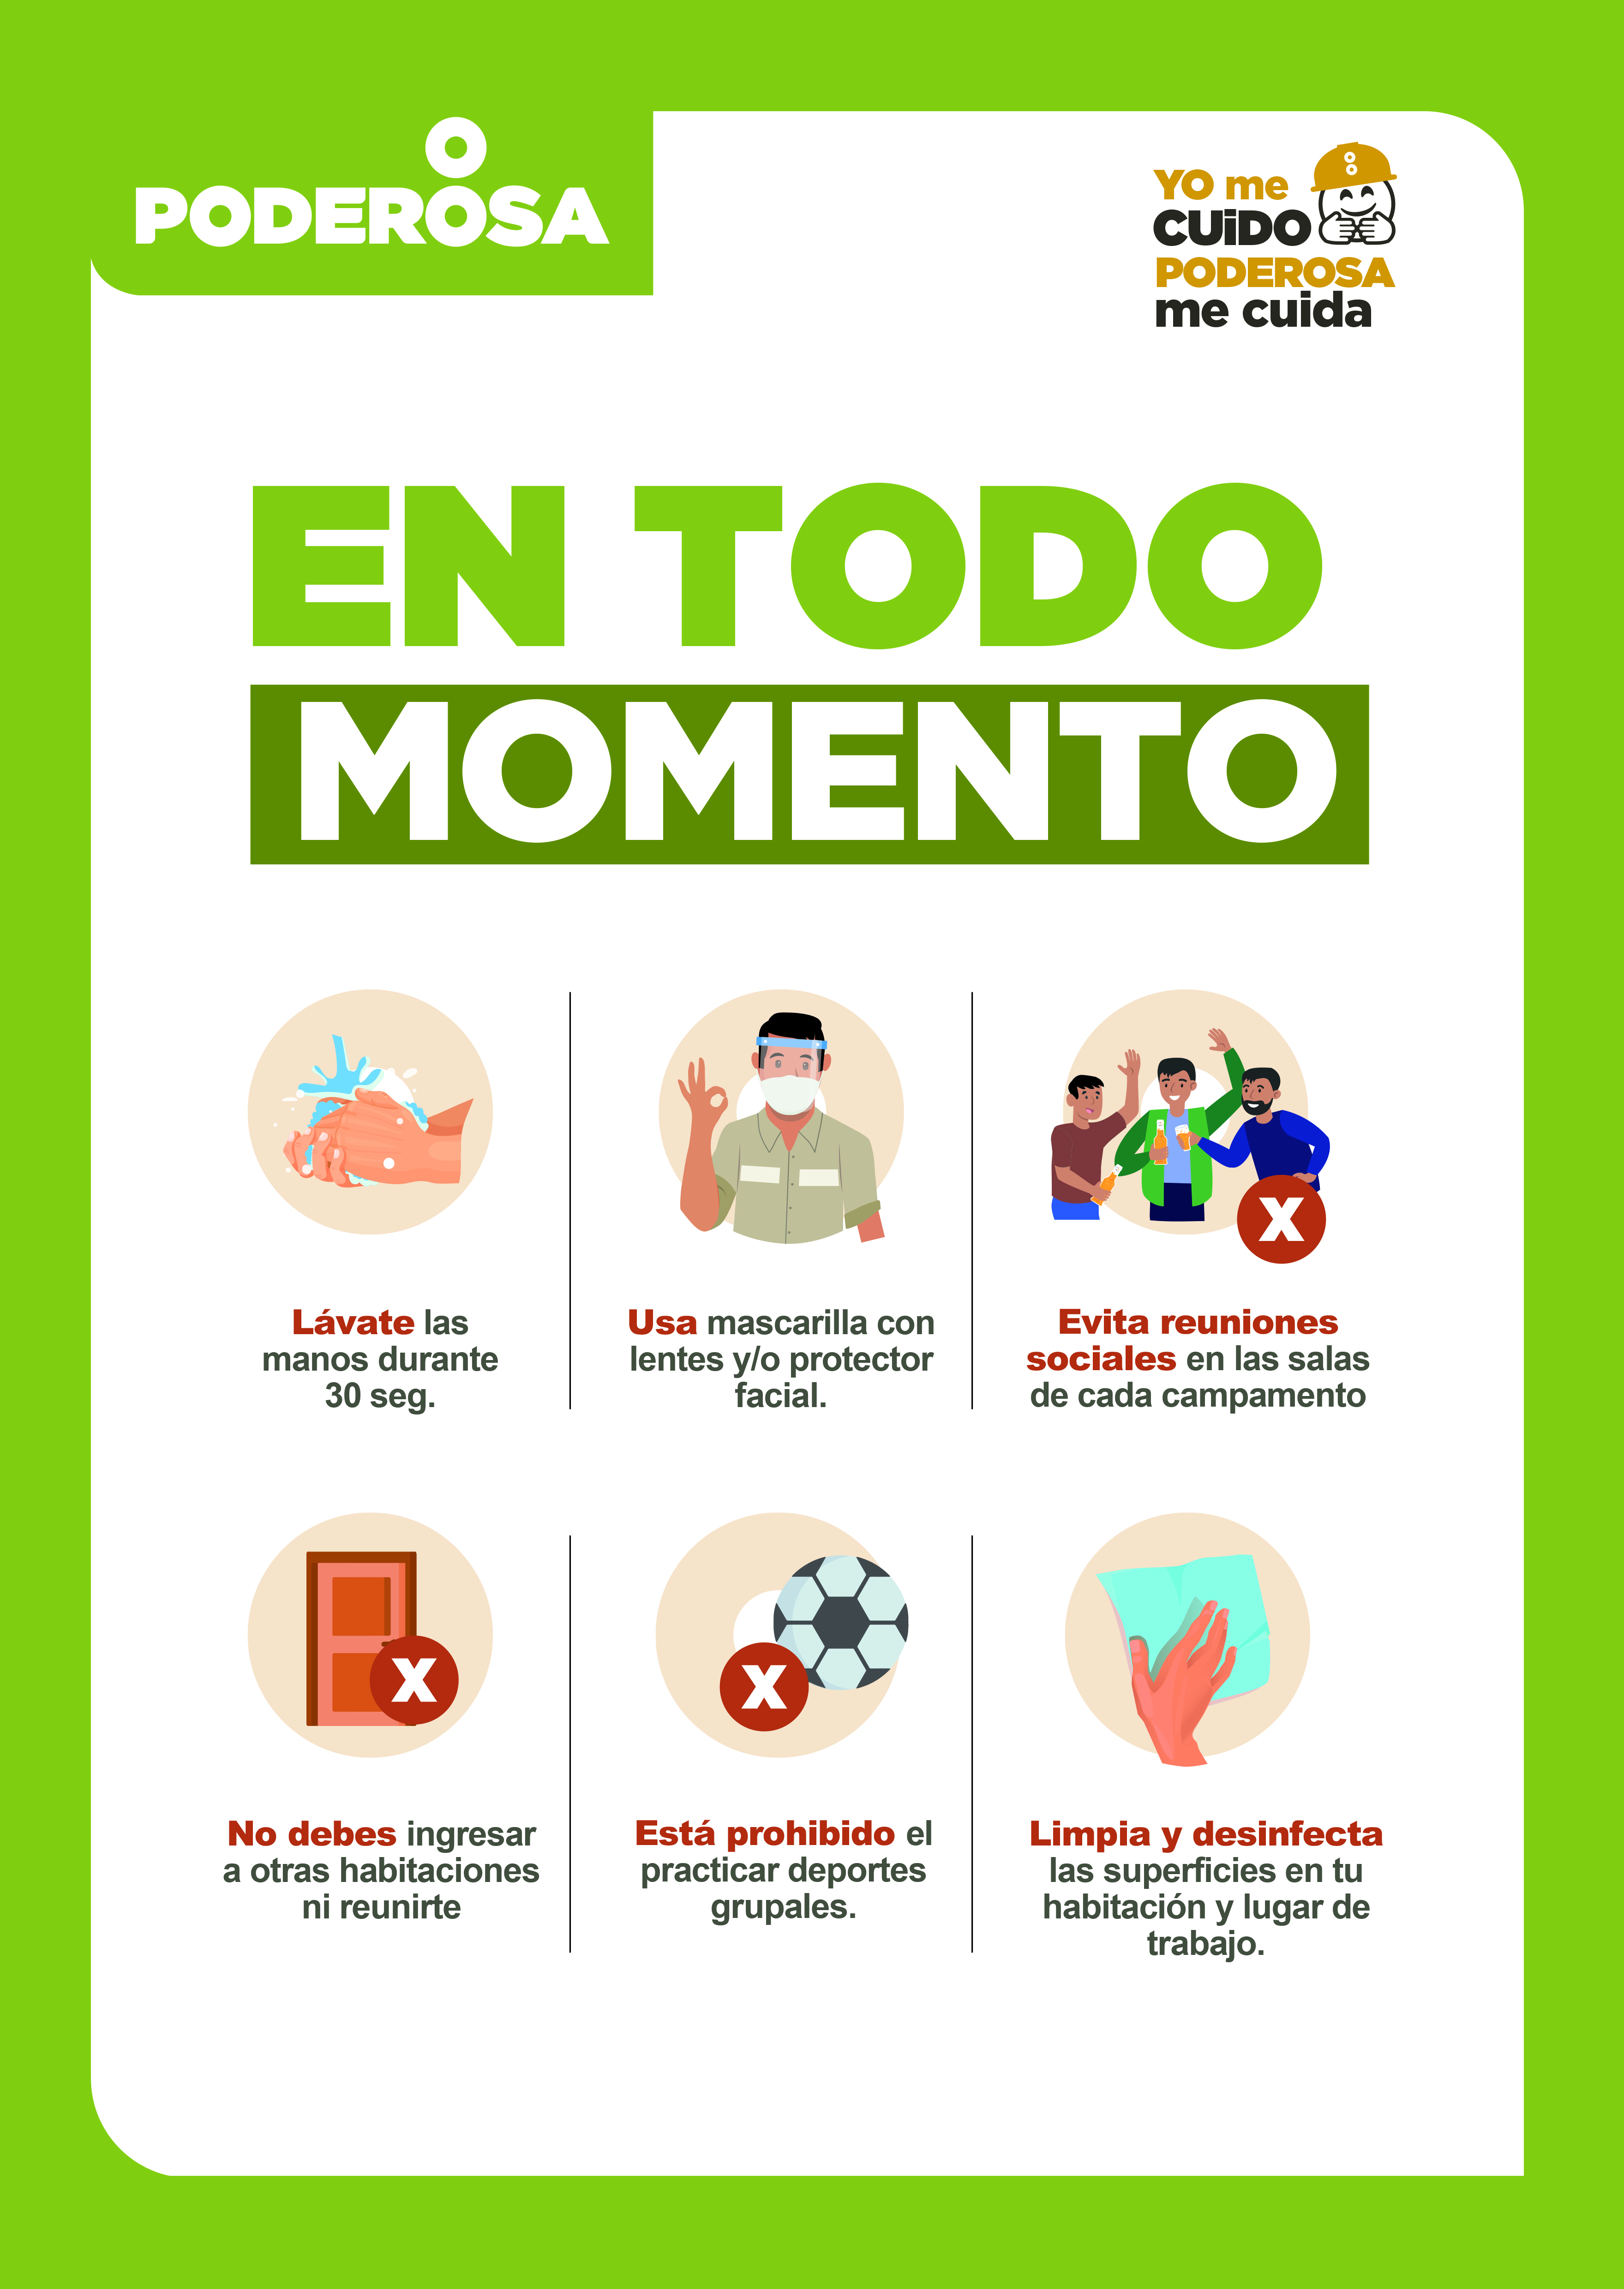 PODEROSA
YO me
CUiDO
PODEROSA
me cuida
EN TODO
MOMENTO
Lávate las
manos durante
30 seg.
Usa mascarilla con
lentes y/o protector
facial.
Evita reuniones
sociales en las salas
de cada campamento
X
No debes ingresar
a otras habitaciones
ni reunirte
X
Está prohibido el
practicar deportes
grupales.
X
Limpia y desinfecta
las superficies en tu
habitación y lugar de
trabajo.